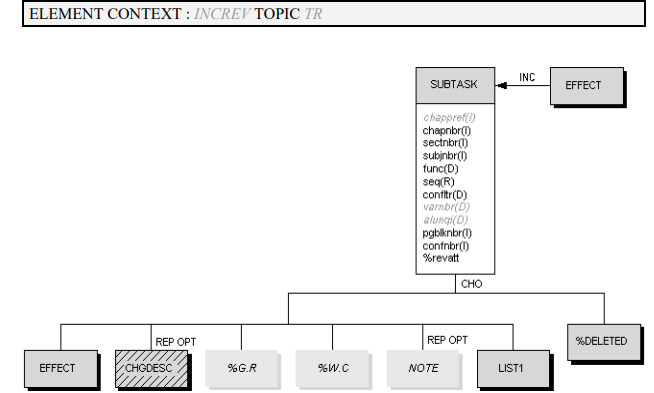 ELEMENT CONTEXT : INCREV TOPIC TR
SUBTASK
INC
EFFECT
chappref(I)
chapnbr(I)
sectnbr(I)
subjnbr(I)
func(D)
seq(R)
confltr(D)
varnbr(D)
alunqi(D)
pgblknbr(I)
confnbr(I)
%revatt
CHO
REP OPT
REP OPT
EFFECT
CHGDESC
%G.R
%W.C
NOTE
LIST1
%DELETED